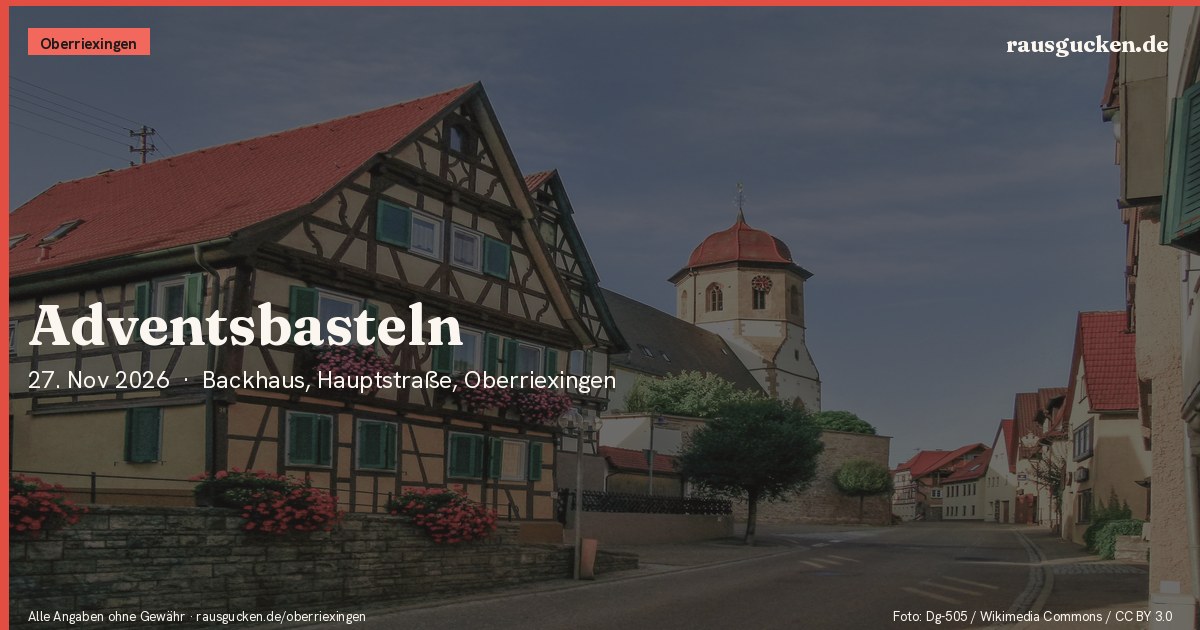 Oberriexingen
rausgucken.de
Adventsbasteln
27. Nov 2026 · Backhaus, Hauptstraße, Oberriexingen
Alle Angaben ohne Gewähr · rausgucken.de/oberriexingen
Foto: Dg-505 / Wikimedia Commons / CC BY 3.0